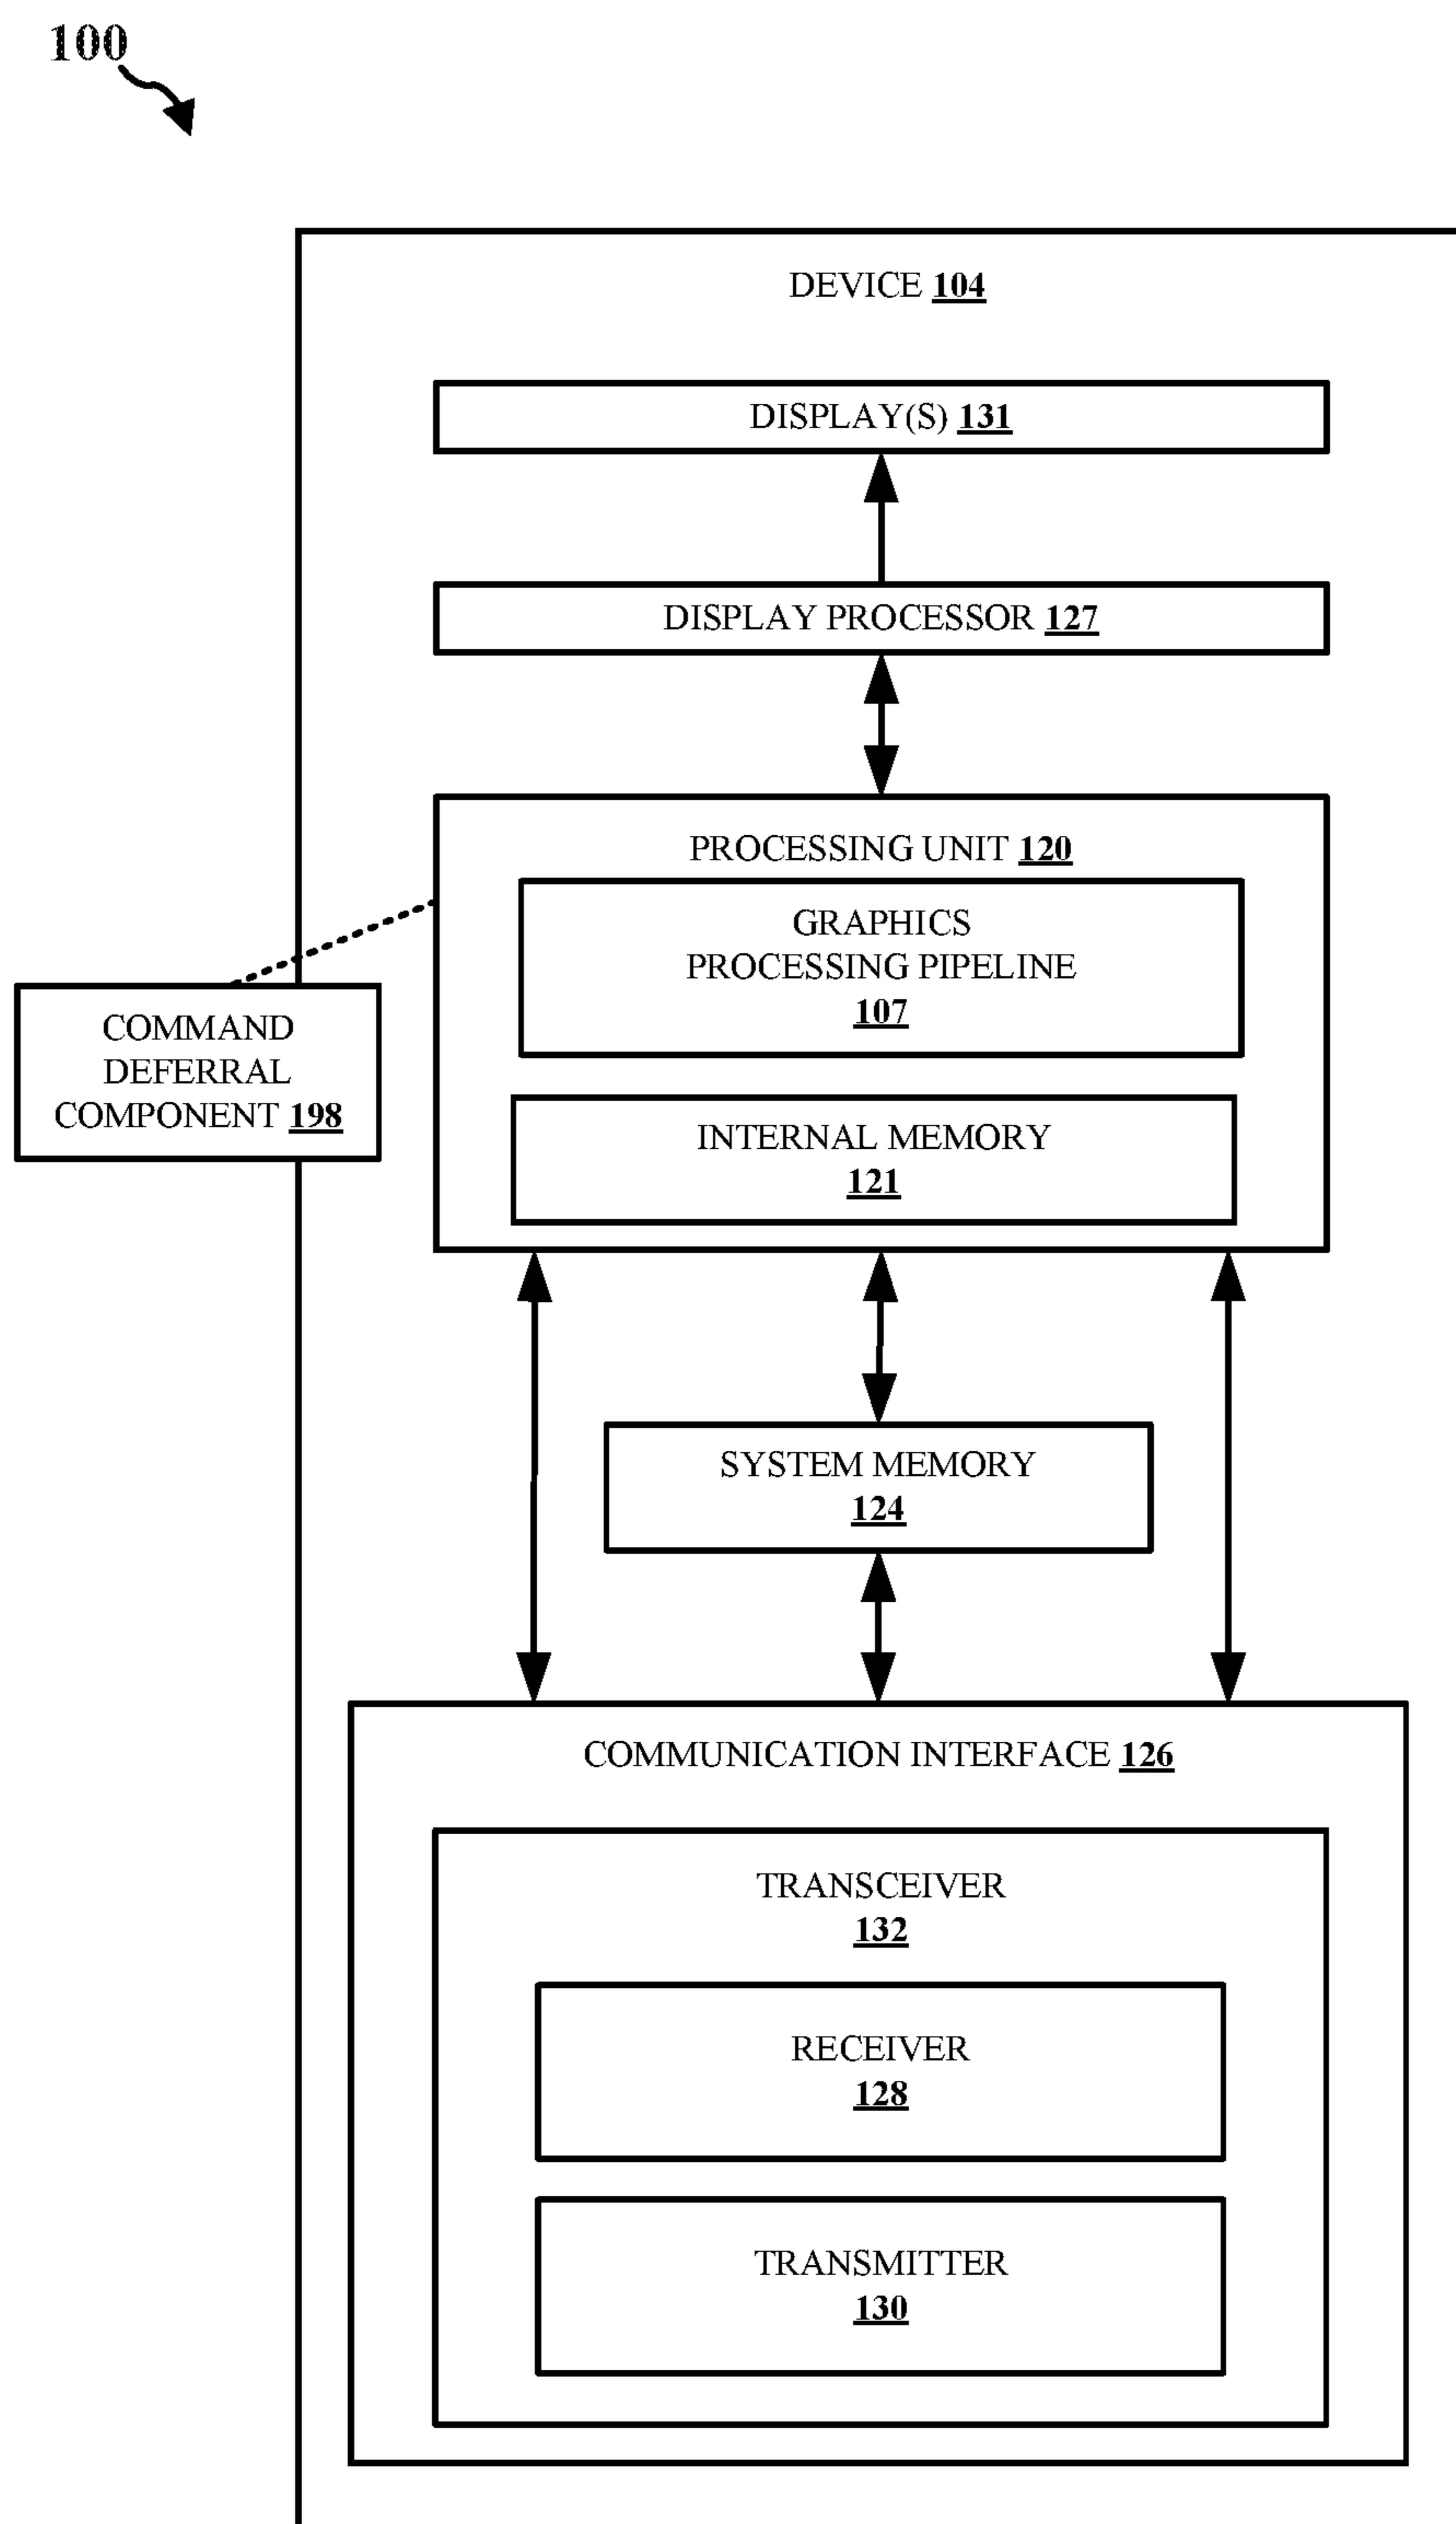 100
DEVICE 104
DISPLAY(S) 131
DISPLAY PROCESSOR 127
PROCESSING UNIT 120
GRAPHICS
PROCESSING PIPELINE
107
COMMAND
DEFERRAL
COMPONENT 198
INTERNAL MEMORY
121
SYSTEM MEMORY
124
COMMUNICATION INTERFACE 126
TRANSCEIVER
132
RECEIVER
128
TRANSMITTER
130